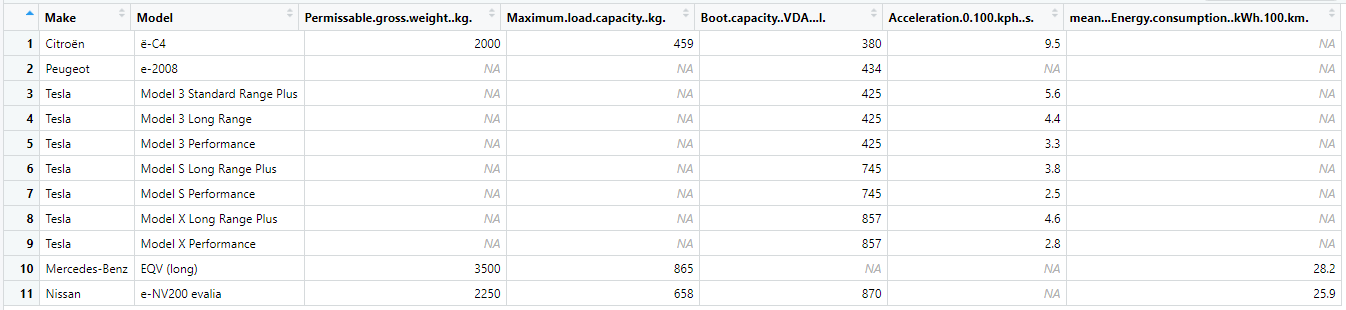 Make Model Permissable.gross.weight..kg. Maximum.load.capacity..kg. Boot.capacity..VDA...l. Acceleration.0.100.kph..s. mean...Energy.consumption..kWh.100.km.
1 Citroën ë-C4 2000 459 380 9.5 NA
2 Peugeot e-2008 NA NA 434 NA NA
3 Tesla Model 3 Standard Range Plus NA NA 425 5.6 NA
4 Tesla Model 3 Long Range NA NA 425 4.4 NA
5 Tesla Model 3 Performance NA NA 425 3.3 NA
6 Tesla Model S Long Range Plus NA NA 745 3.8 NA
7 Tesla Model S Performance NA NA 745 2.5 NA
8 Tesla Model X Long Range Plus NA NA 857 4.6 NA
9 Tesla Model X Performance NA NA 857 2.8 NA
10 Mercedes-Benz EQV (long) 3500 865 NA NA 28.2
11 Nissan e-NV200 evalia 2250 658 870 NA 25.9